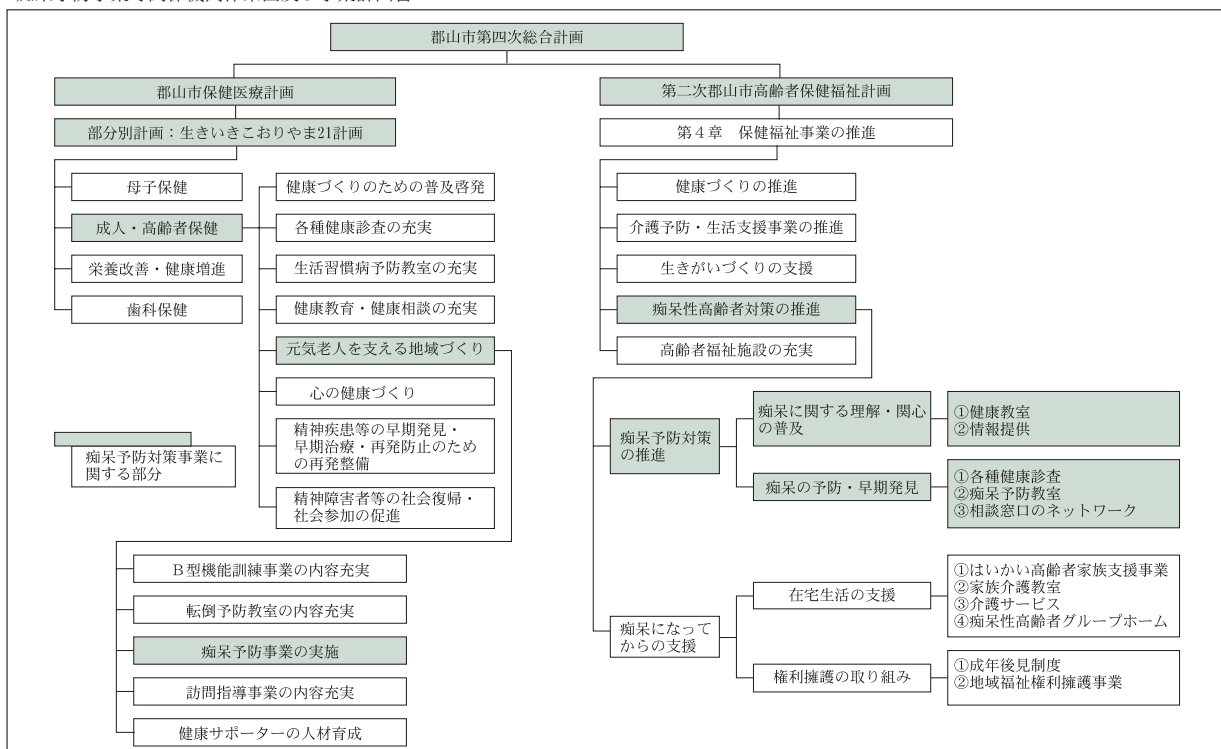 郡山市第四次総合計画
郡山市保健医療計画
部分別計画：生きいきこおりやま21計画
母子保健
成人・高齢者保健
栄養改善・健康増進
歯科保健
健康づくりのための普及啓発
各種健康診査の充実
生活習慣病予防教室の充実
健康教育・健康相談の充実
元気老人を支える地域づくり
心の健康づくり
精神疾患等の早期発見・
早期治療・再発防止のため
の再発整備
精神障害者等の社会復帰・
社会参加の促進
痴呆予防対策事業に
関する部分
B型機能訓練事業の内容充実
転倒予防教室の内容充実
痴呆予防事業の実施
訪問指導事業の内容充実
健康サポーターの人材育成
第二次郡山市高齢者保健福祉計画
第4章　保健福祉事業の推進
健康づくりの推進
介護予防・生活支援事業の推進
生きがいづくりの支援
痴呆性高齢者対策の推進
高齢者福祉施設の充実
痴呆予防対策
の推進
痴呆に関する理解・関心
の普及
①健康教室
②情報提供
痴呆の予防・早期発見
①各種健康診査
②痴呆予防教室
③相談窓口のネットワーク
痴呆になって
からの支援
在宅生活の支援
①はいかい高齢者家族支援事業
②家族介護教室
③介護サービス
④痴呆性高齢者グループホーム
権利擁護の取り組み
①成年後見制度
②地域福祉権利擁護事業